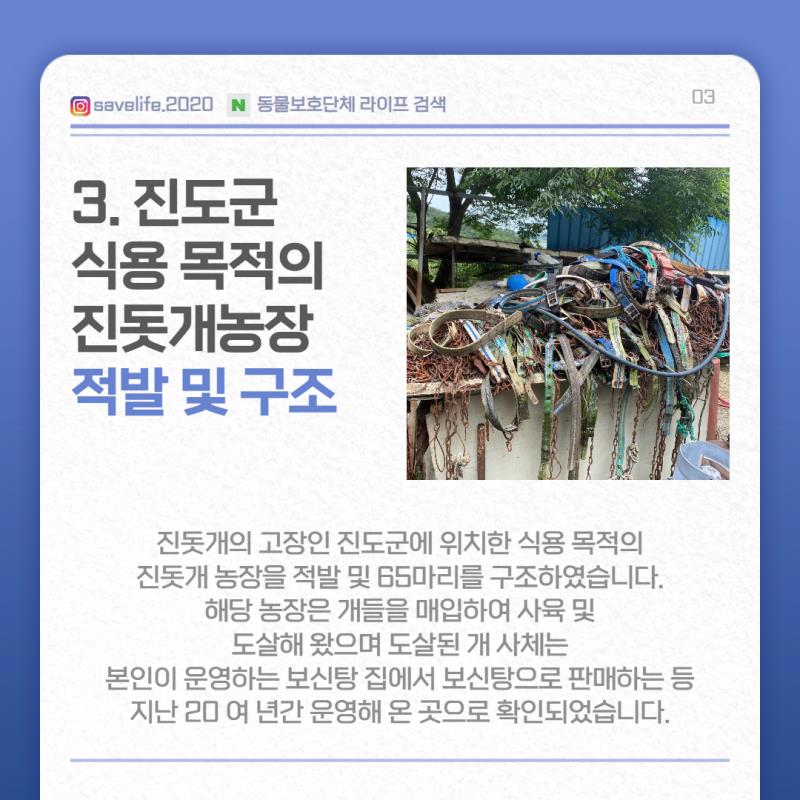 savelife.2020 N 동물보호단체 라이프 검색
03
3. 진도군
식용 목적의
진돗개농장
적발 및 구조
진돗개의 고장인 진도군에 위치한 식용 목적의
진돗개 농장을 적발 및 65마리를 구조하였습니다.
해당 농장은 개들을 매입하여 사육 및
도살해 왔으며 도살된 개 사체는
본인이 운영하는 보신탕 집에서 보신탕으로 판매하는 등
지난 20 여 년간 운영해 온 곳으로 확인되었습니다.